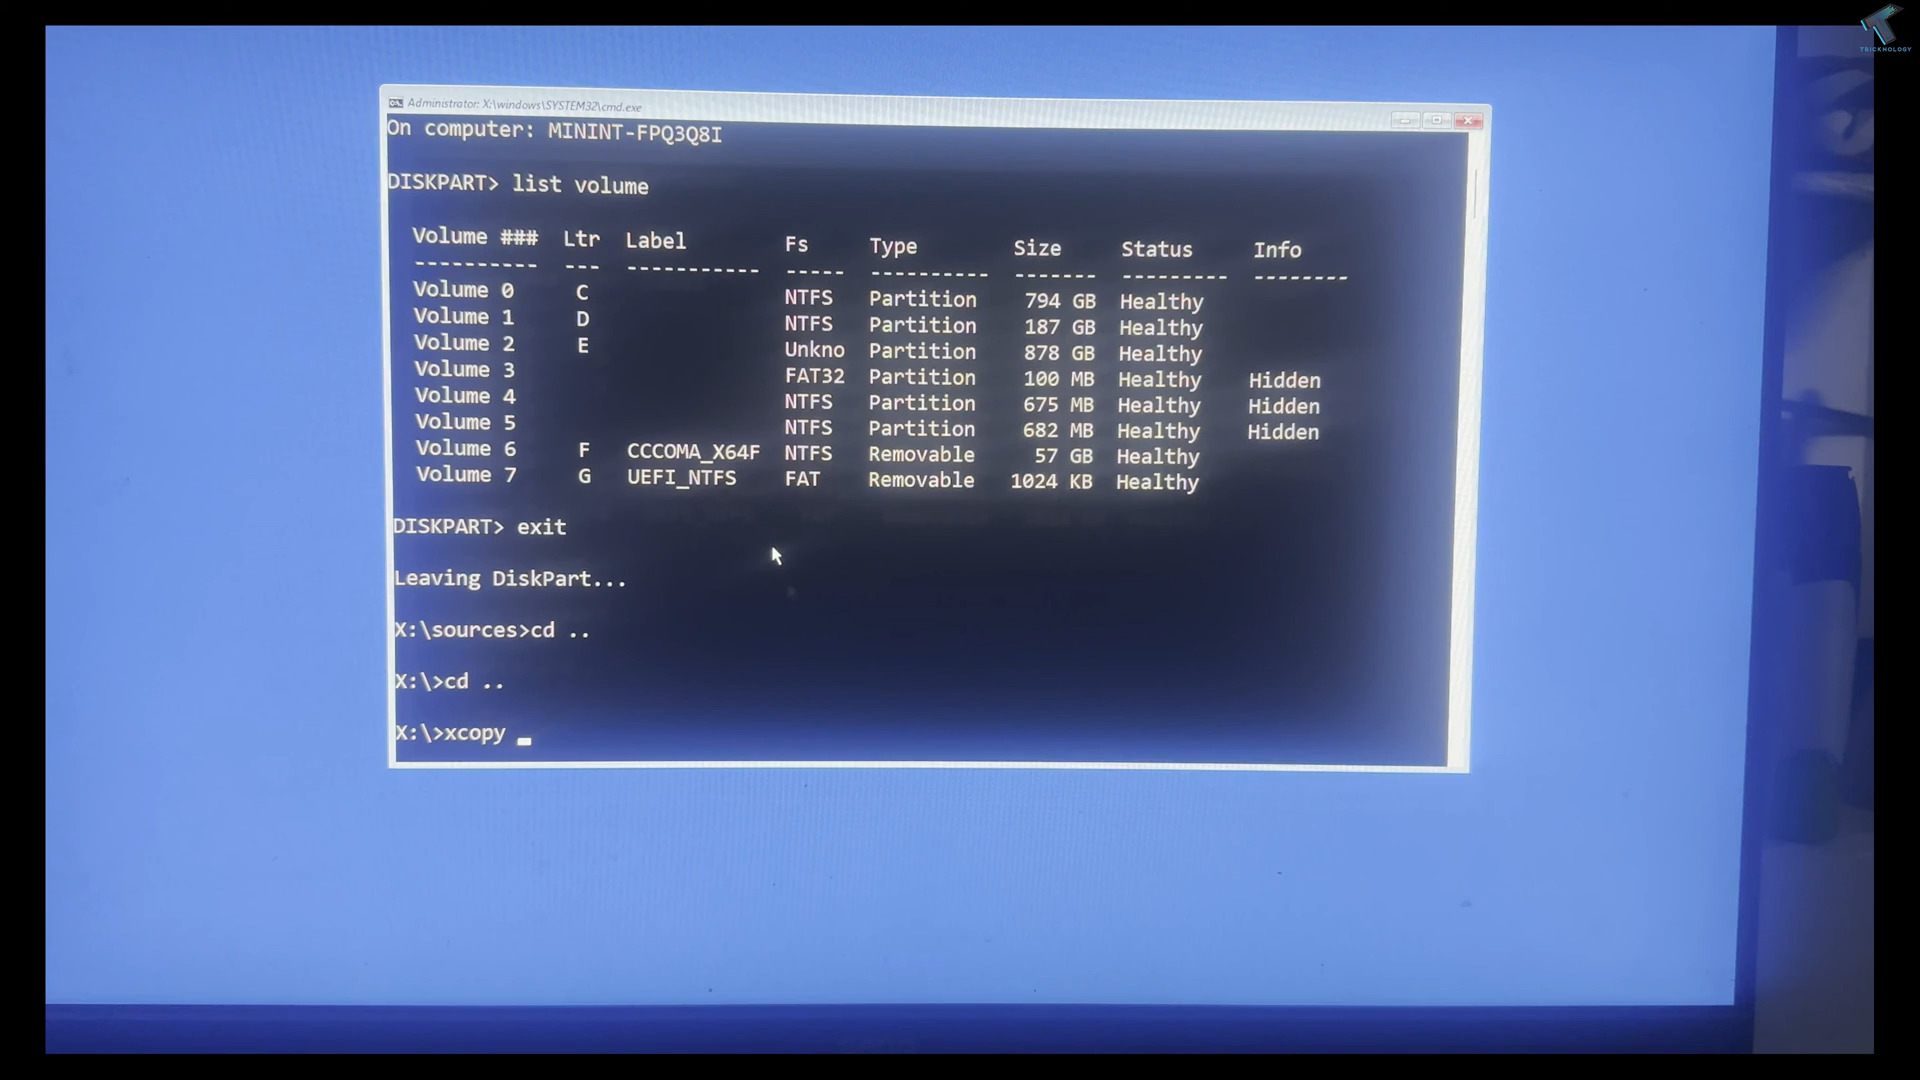 TRICKNOLOGY
Administrator: X:\windows\SYSTEM32\cmd.exe
On computer: MININT-FPQ3Q8I
DISKPART> list volume
Volume ### Ltr Label Fs Type Size Status Info
---------- --- ----------- ----- ---------- ------- --------- --------
Volume 0 C NTFS Partition 794 GB Healthy
Volume 1 D NTFS Partition 187 GB Healthy
Volume 2 E Unkno Partition 878 GB Healthy
Volume 3 FAT32 Partition 100 MB Healthy Hidden
Volume 4 NTFS Partition 675 MB Healthy Hidden
Volume 5 NTFS Partition 682 MB Healthy Hidden
Volume 6 F CCCOMA_X64F NTFS Removable 57 GB Healthy
Volume 7 G UEFI_NTFS FAT Removable 1024 KB Healthy
DISKPART> exit
Leaving DiskPart...
X:\sources>cd ..
X:\>cd ..
X:\>xcopy _